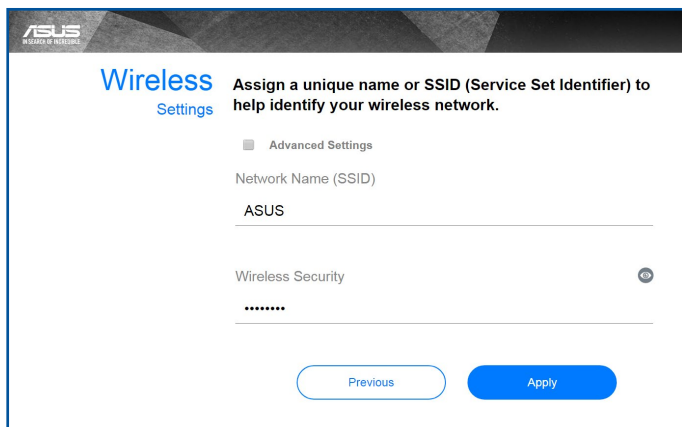 ASUS
IN SEARCH OF INCREDIBLE
Wireless
Settings
Assign a unique name or SSID (Service Set Identifier) to
help identify your wireless network.
Advanced Settings
Network Name (SSID)
ASUS
Wireless Security
••••••••
Previous
Apply